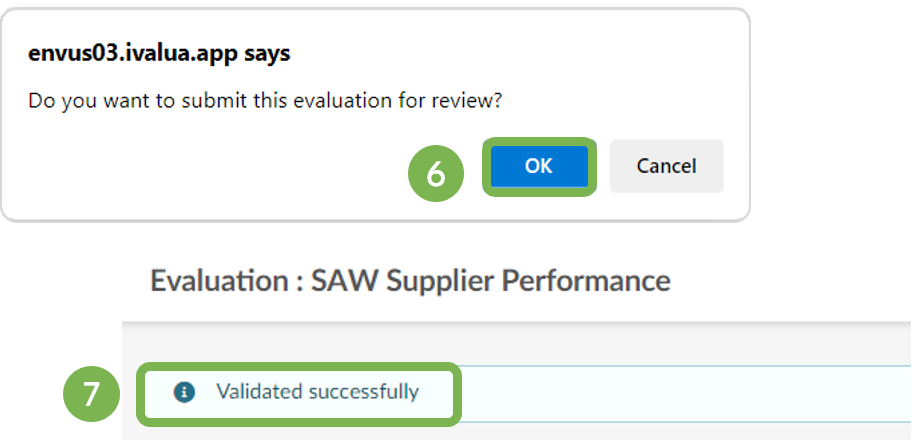 envus03.ivalua.app says
Do you want to submit this evaluation for review?
6 OK Cancel
Evaluation : SAW Supplier Performance
7 Validated successfully